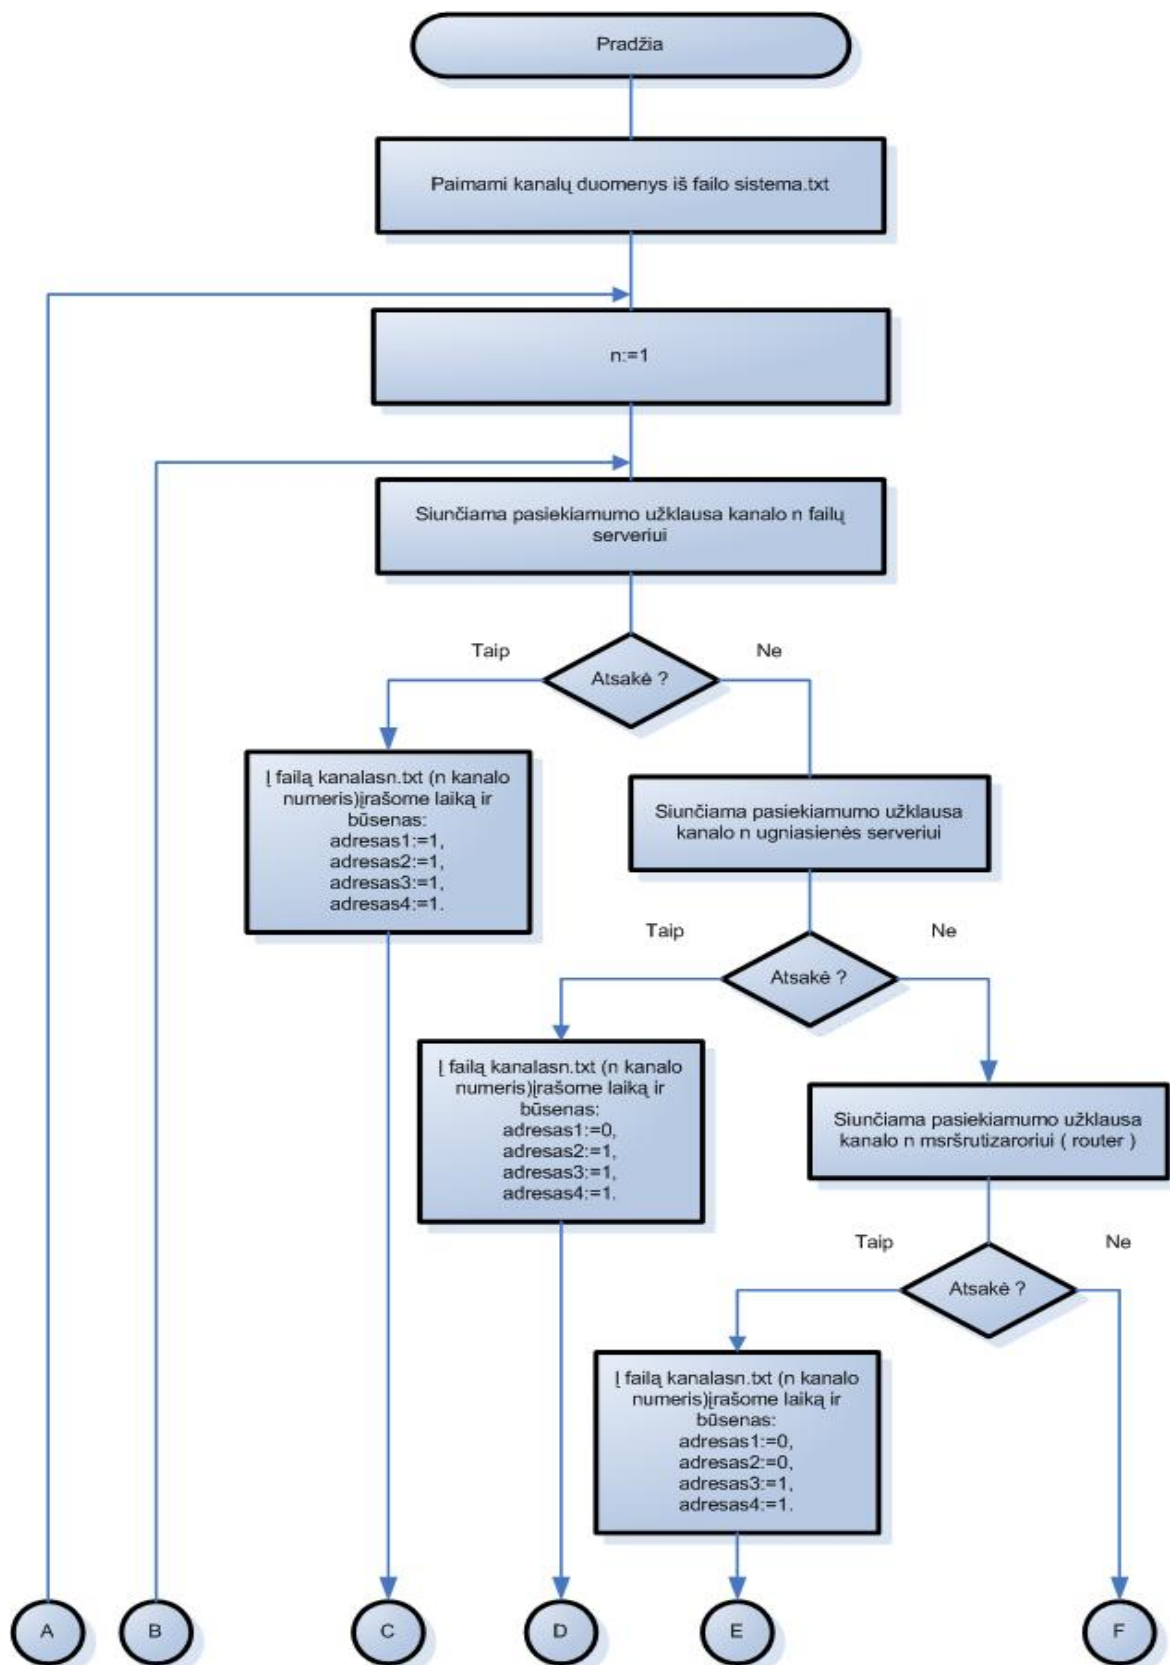 Pradžia
Paimami kanalų duomenys iš failo sistema.txt
n:=1
Siunčiama pasiekiamumo užklausa kanalo n failų
serveriui
Taip
Ne
Atsakė ?
Į failą kanalasn.txt (n kanalo
numeris)įrašome laiką ir
būsenas:
adresas1:=1,
adresas2:=1,
adresas3:=1,
adresas4:=1.
Siunčiama pasiekiamumo užklausa
kanalo n ugniasienės serveriui
Taip
Ne
Atsakė ?
Į failą kanalasn.txt (n kanalo
numeris)įrašome laiką ir
būsenas:
adresas1:=0,
adresas2:=1,
adresas3:=1,
adresas4:=1.
Siunčiama pasiekiamumo užklausa
kanalo n msršrutizaroriui ( router )
Taip
Ne
Atsakė ?
Į failą kanalasn.txt (n kanalo
numeris)įrašome laiką ir
būsenas:
adresas1:=0,
adresas2:=0,
adresas3:=1,
adresas4:=1.
A
B
C
D
E
F